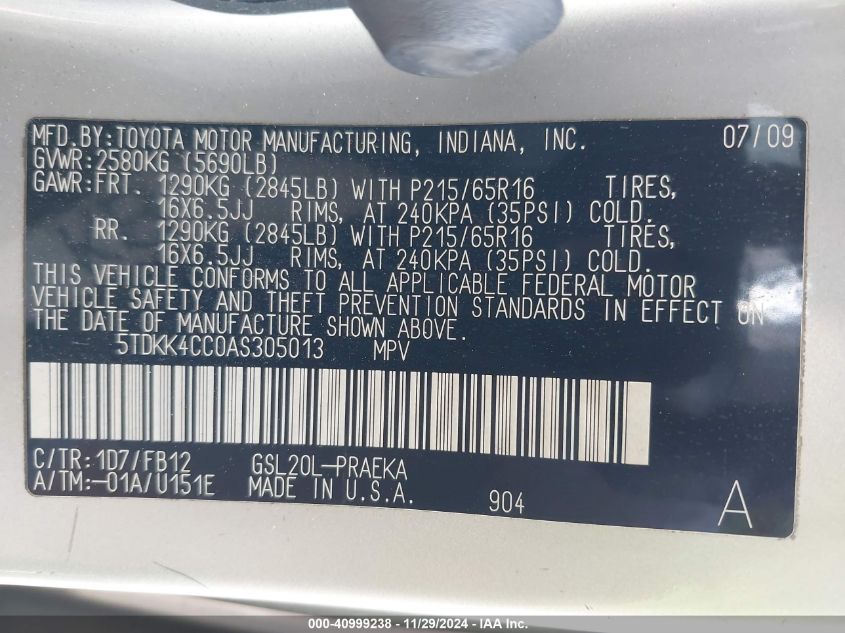 MFD.BY:TOYOTA MOTOR MANUFACTURING, INDIANA, INC. 07/09
GVWR:2580KG (5690LB)
GAWR:FRT. 1290KG (2845LB) WITH P215/65R16 TIRES,
16X6.5JJ RIMS, AT 240KPA (35PSI) COLD.
RR. 1290KG (2845LB) WITH P215/65R16 TIRES,
16X6.5JJ RIMS, AT 240KPA (35PSI) COLD.
THIS VEHICLE CONFORMS TO ALL APPLICABLE FEDERAL MOTOR
VEHICLE SAFETY AND THEFT PREVENTION STANDARDS IN EFFECT ON
THE DATE OF MANUFACTURE SHOWN ABOVE.
5TDKK4CC0AS305013 MPV
C/TR:1D7/FB12 GSL20L-PRAEKA
A/TM:-01A/U151E MADE IN U.S.A. 904 A
000-40999238 - 11/29/2024 - IAA Inc.